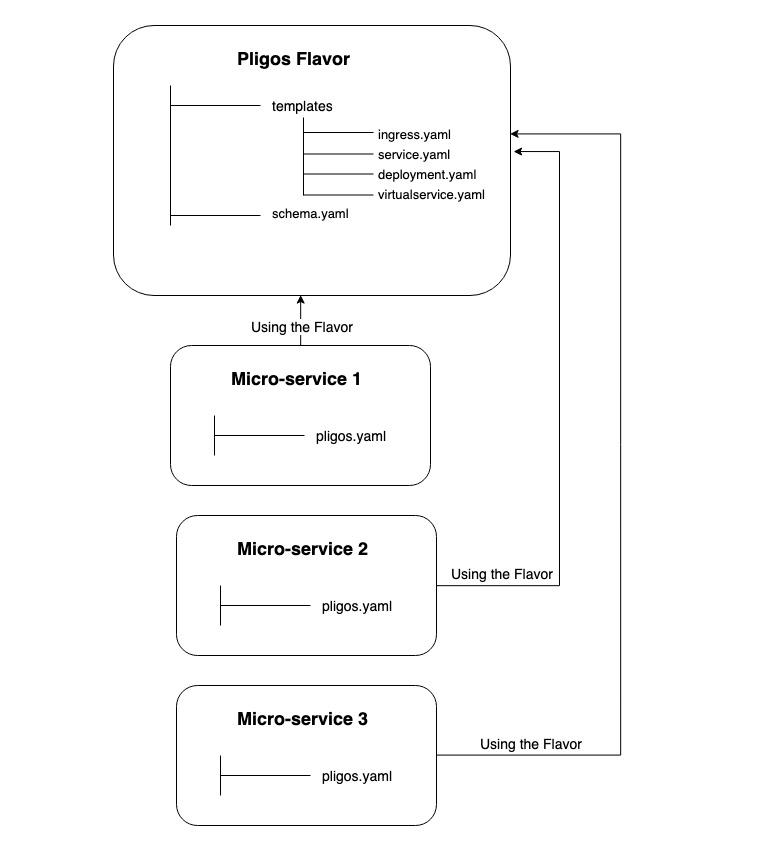 Pligos Flavor
templates
ingress.yaml
service.yaml
deployment.yaml
virtualservice.yaml
schema.yaml
Using the Flavor
Micro-service 1
pligos.yaml
Micro-service 2
Using the Flavor
pligos.yaml
Micro-service 3
Using the Flavor
pligos.yaml